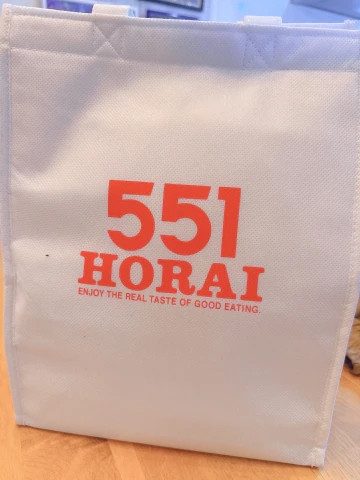 551
HORAI
ENJOY THE REAL TASTE OF GOOD EATING.